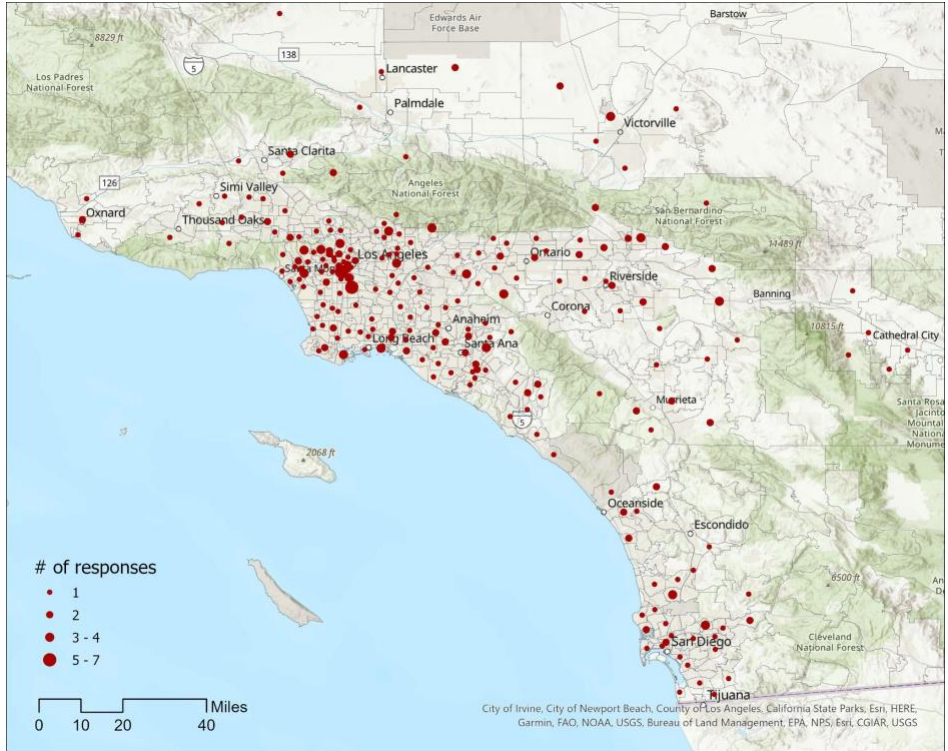 Edwards Air
Force Base
Barstow
8829 ft
138
5
Lancaster
Los Padres
National Forest
Palmdale
Victorville
Santa Clarita
Angeles
National Forest
126
Simi Valley
San Bernardino
National Forest
Oxnard
Thousand Oaks
11489 ft
Los Angeles
Ontario
Riverside
Banning
Corona
Anaheim
10815 ft
Cathedral City
Long Beach
Santa Ana
Murrieta
Santa Rosa
Jacinto
Mountai
Nationa
Monume
5
2068 ft
Oceanside
Escondido
# of responses
1
2
3 - 4
5 - 7
6500 ft
San Diego
Cleveland
National Forest
Tijuana
Miles
0 10 20 40
City of Irvine, City of Newport Beach, County of Los Angeles, California State Parks, Esri, HERE,
Garmin, FAO, NOAA, USGS, Bureau of Land Management, EPA, NPS, Esri, CGIAR, USGS